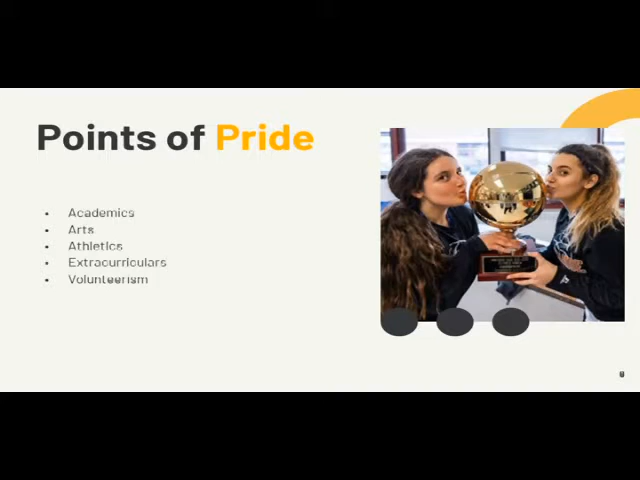 Points of Pride
• Academics
• Arts
• Athletics
• Extracurriculars
• Volunteerism